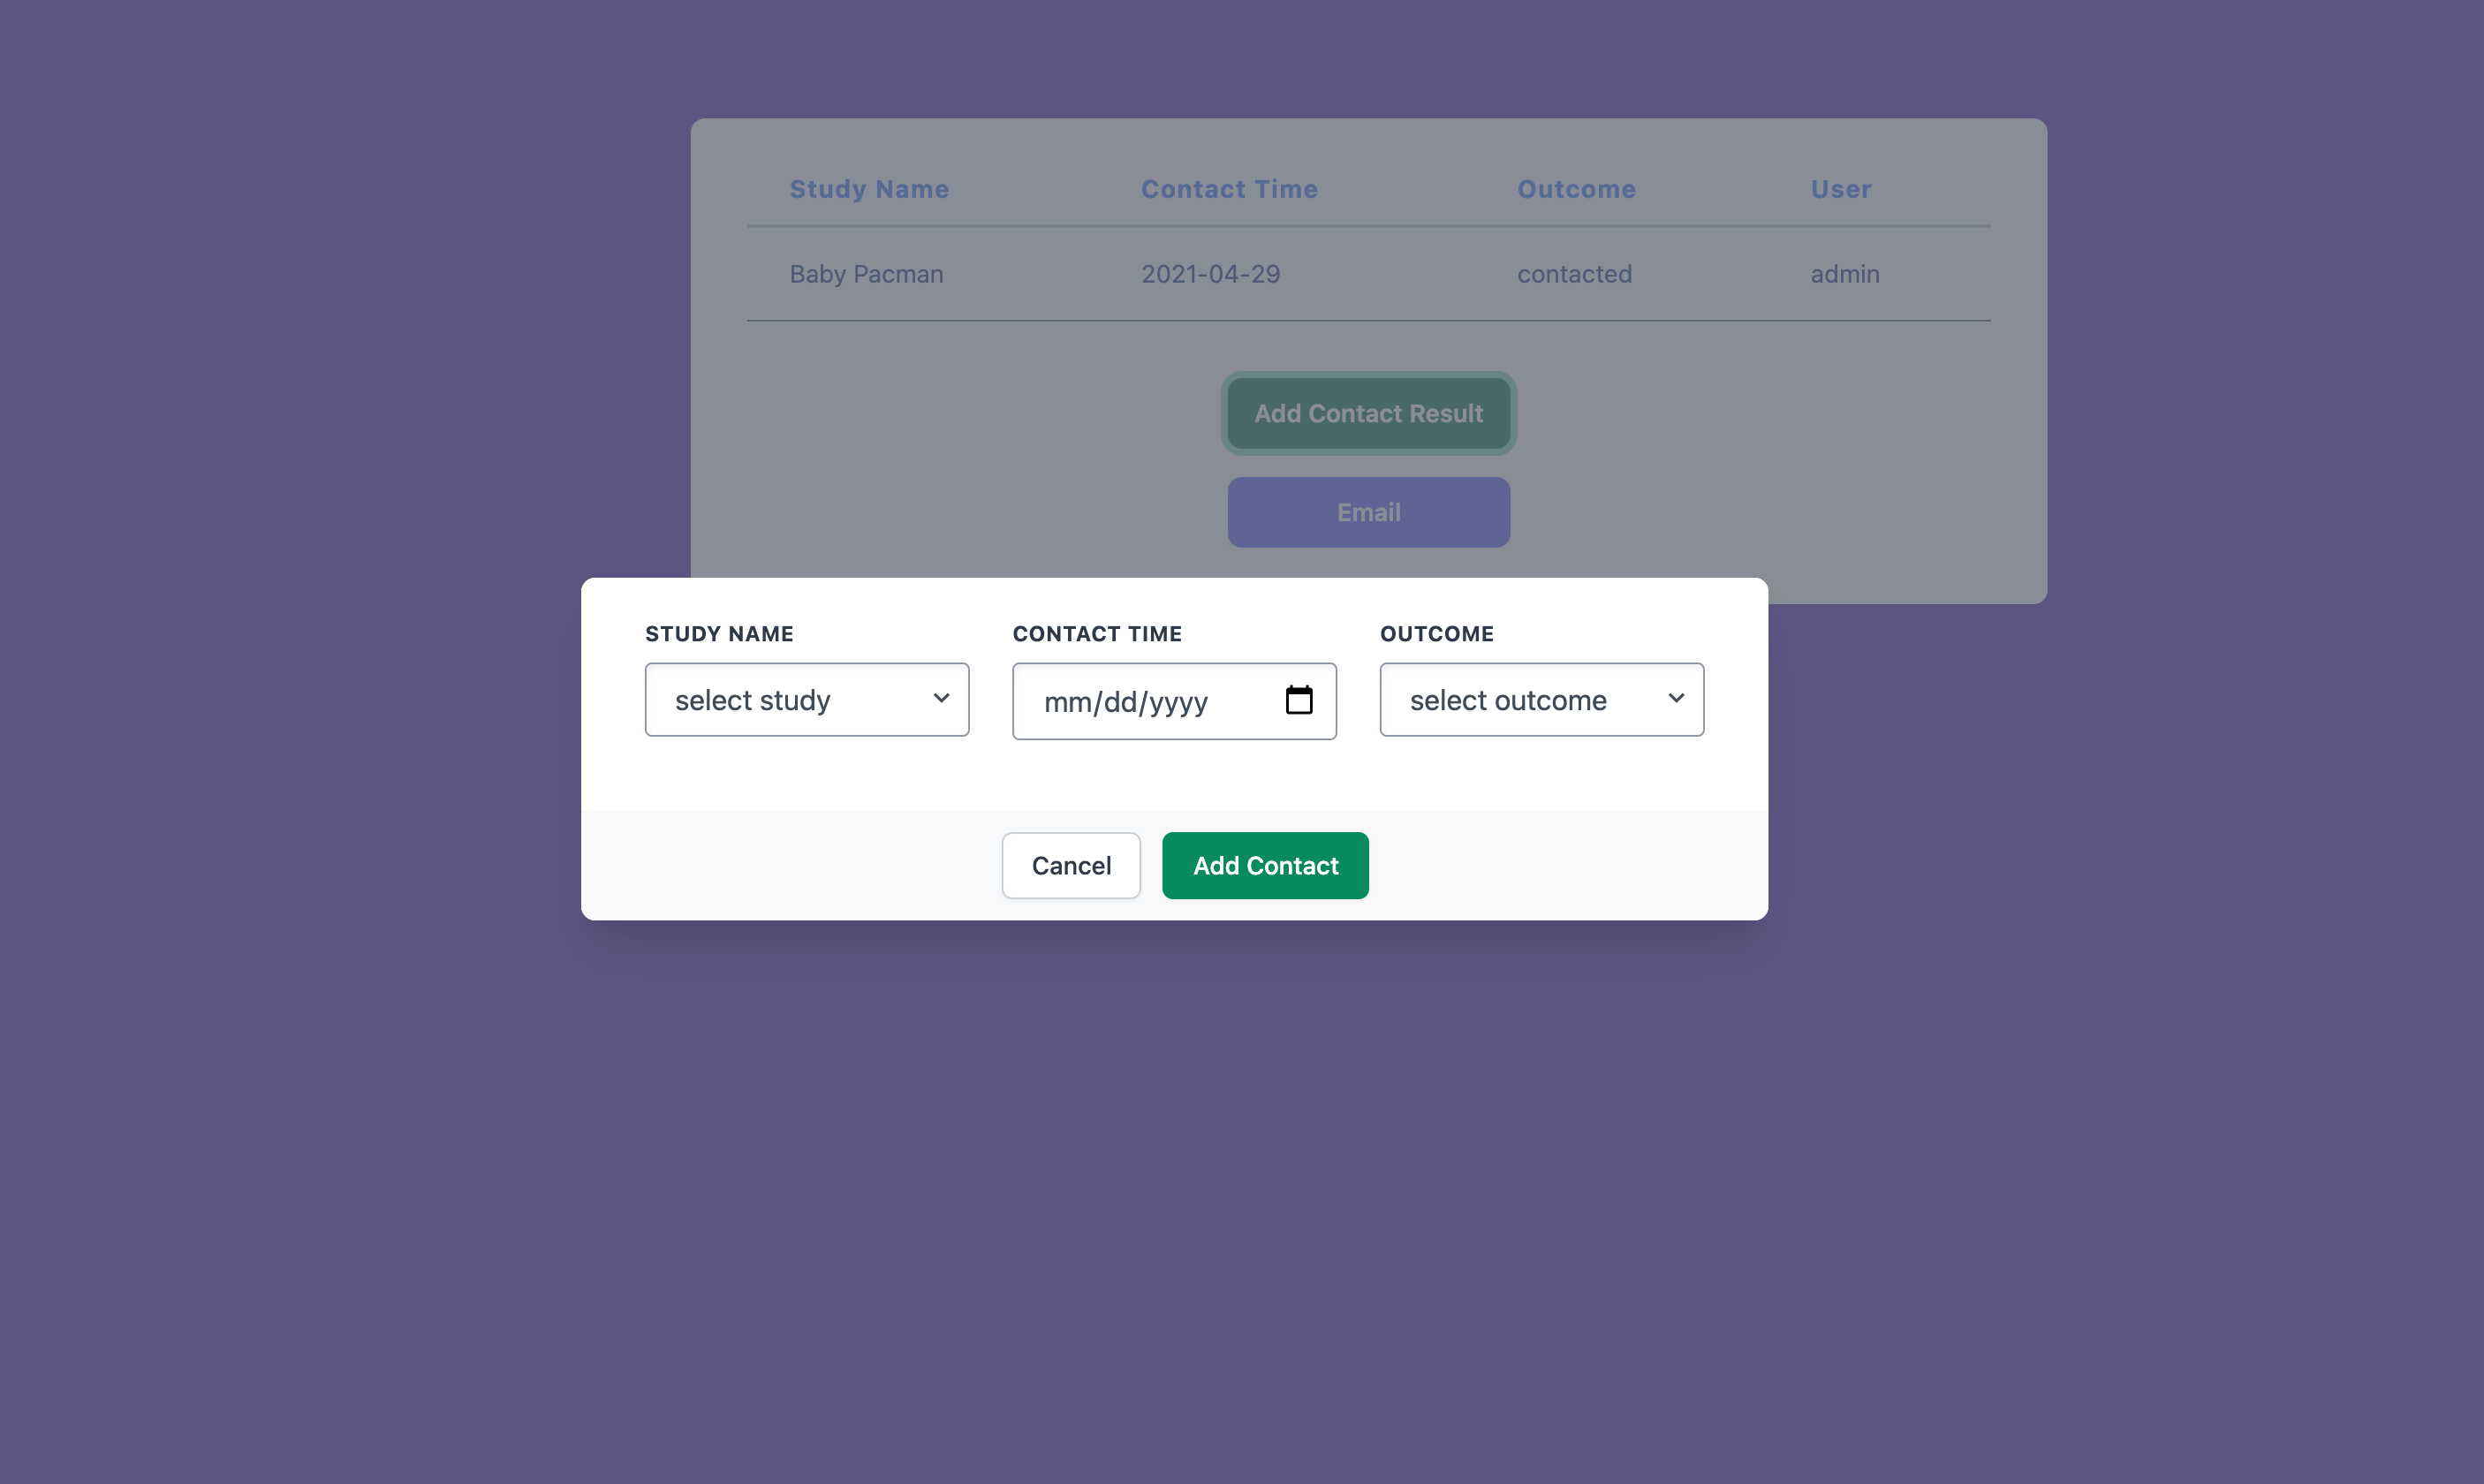 Study Name Contact Time Outcome User
Baby Pacman 2021-04-29 contacted admin
Add Contact Result
Email
STUDY NAME CONTACT TIME OUTCOME
select study mm/dd/yyyy select outcome
Cancel Add Contact